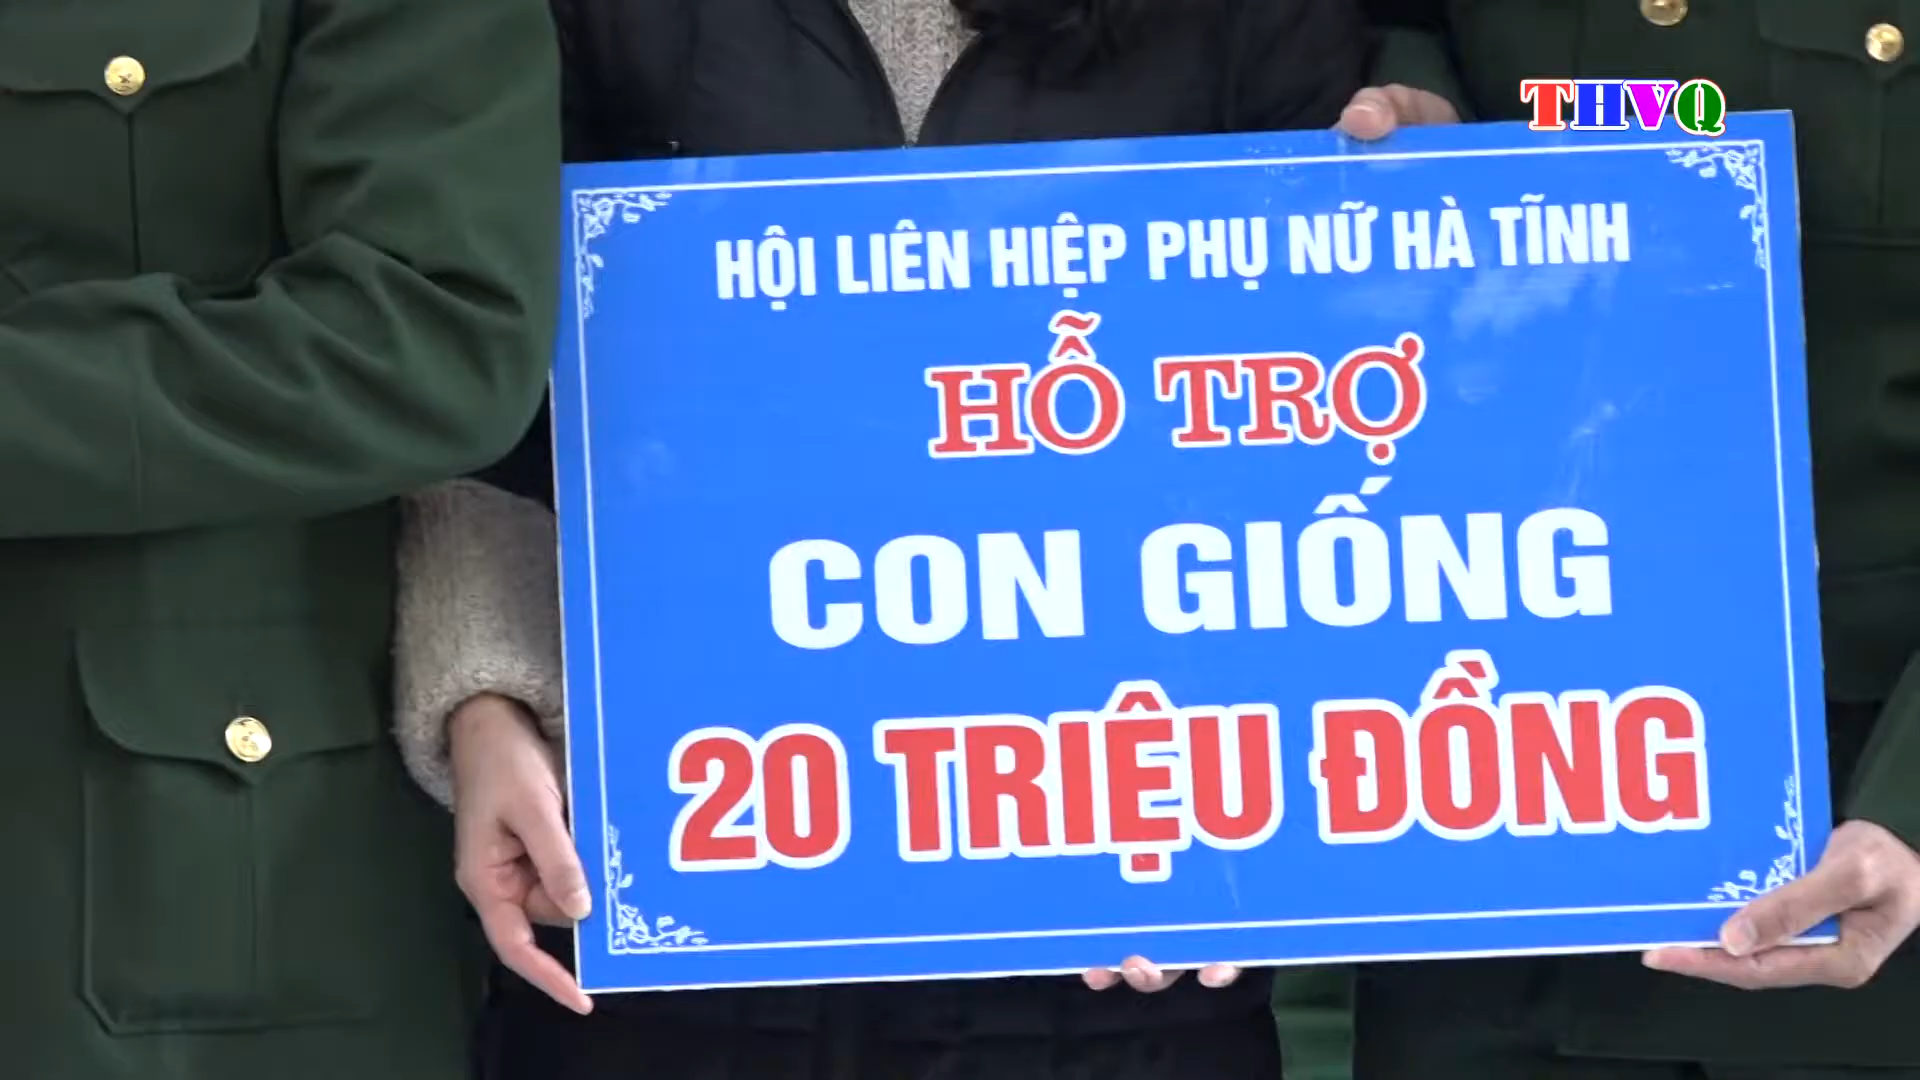 THVQ
HỘI LIÊN HIỆP PHỤ NỮ HÀ TĨNH
HỖ TRỢ
CON GIỐNG
20 TRIỆU ĐỒNG